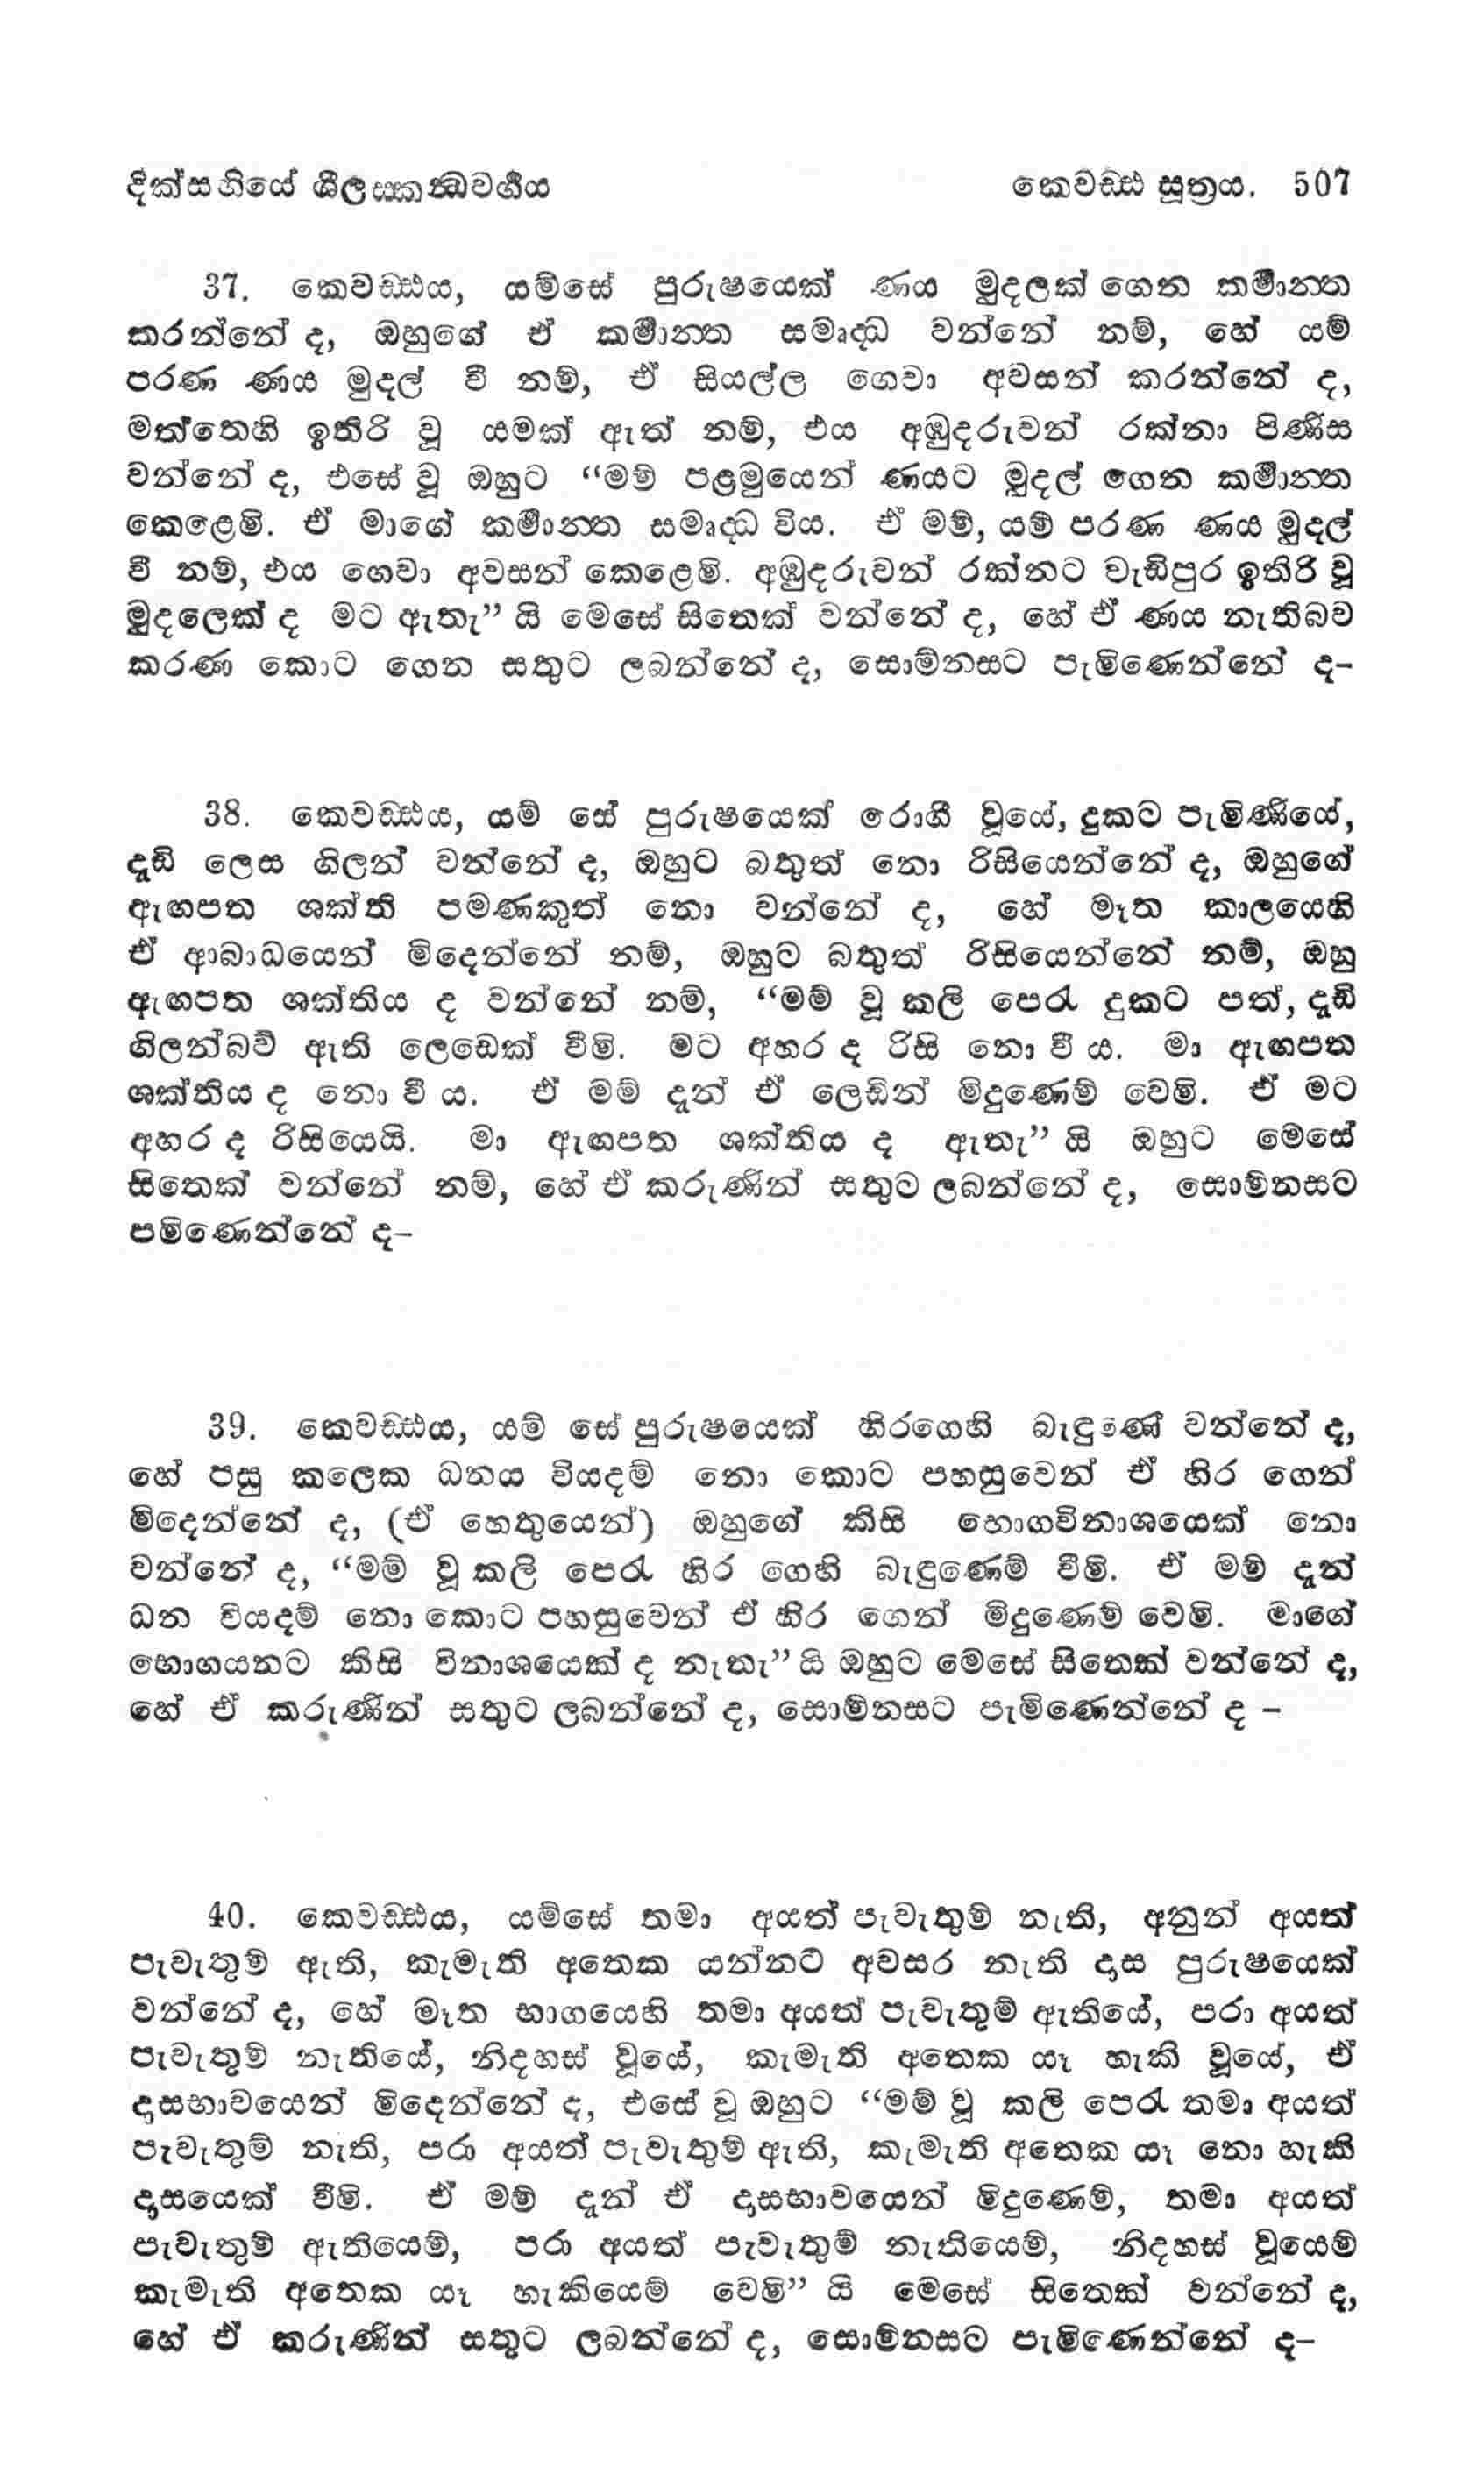 දික්සඟියේ ශීලස්කන්ධවර්ගය කෙවඩ්ඪ සූත්‍රය. 507
37. කෙවඩ්ඪය, යම්සේ පුරුෂයෙක් ණය මුදලක් ගෙන කර්මාන්ත
කරන්නේ ද, ඔහුගේ ඒ කර්මාන්ත සමෘද්ධ වන්නේ නම්, හේ යම්
පරණ ණය මුදල් වී නම්, ඒ සියල්ල ගෙවා අවසන් කරන්නේ ද,
මත්තෙහි ඉතිරි වූ යමක් ඇත් නම්, එය අඹුදරුවන් රක්නා පිණිස
වන්නේ ද, එසේ වූ ඔහුට “මම් පළමුයෙන් ණයට මුදල් ගෙන කර්මාන්ත
කෙළෙමි. ඒ මාගේ කර්මාන්ත සමෘද්ධ විය. ඒ මම්, යම් පරණ ණය මුදල්
වී නම්, එය ගෙවා අවසන් කෙළෙමි. අඹුදරුවන් රක්නට වැඩිපුර ඉතිරි වූ
මුදලෙක් ද මට ඇතැ” යි මෙසේ සිතෙක් වන්නේ ද, හේ ඒ ණය නැතිබව
කරණ කොට ගෙන සතුට ලබන්නේ ද, සොම්නසට පැමිණෙන්නේ ද–
38. කෙවඩ්ඪය, යම් සේ පුරුෂයෙක් රොගී වූයේ, දුකට පැමිණියේ,
දැඩි ලෙස ගිලන් වන්නේ ද, ඔහුට බතුත් නො රිසියෙන්නේ ද, ඔහුගේ
ඇඟපත ශක්ති පමණකුත් නො වන්නේ ද, හේ මෑත කාලයෙහි
ඒ ආබාධයෙන් මිදෙන්නේ නම්, ඔහුට බතුත් රිසියෙන්නේ නම්, ඔහු
ඇඟපත ශක්තිය ද වන්නේ නම්, “මම් වූ කලි පෙරැ දුකට පත්, දැඩි
ගිලන්බව් ඇති ලෙඩෙක් වීමි. මට අහර ද රිසි නො වී ය. මා ඇඟපත
ශක්තිය ද නො වී ය. ඒ මම් දැන් ඒ ලෙඩින් මිදුණෙම් වෙමි. ඒ මට
අහර ද රිසියෙයි. මා ඇඟපත ශක්තිය ද ඇතැ” යි ඔහුට මෙසේ
සිතෙක් වන්නේ නම්, හේ ඒ කරුණින් සතුට ලබන්නේ ද, සොම්නසට
පමිණෙන්නේ ද–
39. කෙවඩ්ඪය, යම් සේ පුරුෂයෙක් හිරගෙහි බැඳුණේ වන්නේ ද,
හේ පසු කලෙක ධනය වියදම් නො කොට පහසුවෙන් ඒ හිර ගෙන්
මිදෙන්නේ ද, (ඒ හෙතුයෙන්) ඔහුගේ කිසි භොගවිනාශයෙක් නො
වන්නේ ද, “මම් වූ කලි පෙරැ හිර ගෙහි බැඳුණෙම් වීමි. ඒ මම් දැන්
ධන වියදම් නො කොට පහසුවෙන් ඒ හිර ගෙන් මිදුණෙම් වෙමි. මාගේ
භොගයනට කිසි විනාශයෙක් ද නැතැ” යි ඔහුට මෙසේ සිතෙක් වන්නේ ද,
හේ ඒ කරුණින් සතුට ලබන්නේ ද, සොම්නසට පැමිණෙන්නේ ද –
40. කෙවඩ්ඪය, යම්සේ තමා අයත් පැවැතුම් නැති, අනුන් අයත්
පැවැතුම් ඇති, කැමැති අතෙක යන්නට අවසර නැති දාස පුරුෂයෙක්
වන්නේ ද, හේ මෑත භාගයෙහි තමා අයත් පැවැතුම් ඇතියේ, පරා අයත්
පැවැතුම් නැතියේ, නිදහස් වූයේ, කැමැති අතෙක යෑ හැකි වූයේ, ඒ
දාසභාවයෙන් මිදෙන්නේ ද, එසේ වූ ඔහුට “මම් වූ කලි පෙරැ තමා අයත්
පැවැතුම් නැති, පරා අයත් පැවැතුම් ඇති, කැමැති අතෙක යෑ නො හැකි
දාසයෙක් වීමි. ඒ මම් දැන් ඒ දාසභාවයෙන් මිදුණෙම්, තමා අයත්
පැවැතුම් ඇතියෙම්, පරා අයත් පැවැතුම් නැතියෙම්, නිදහස් වූයෙම්
කැමැති අතෙක යෑ හැකියෙම් වෙමි” යි මෙසේ සිතෙක් වන්නේ ද,
හේ ඒ කරුණින් සතුට ලබන්නේ ද, සොම්නසට පැමිණෙන්නේ ද–